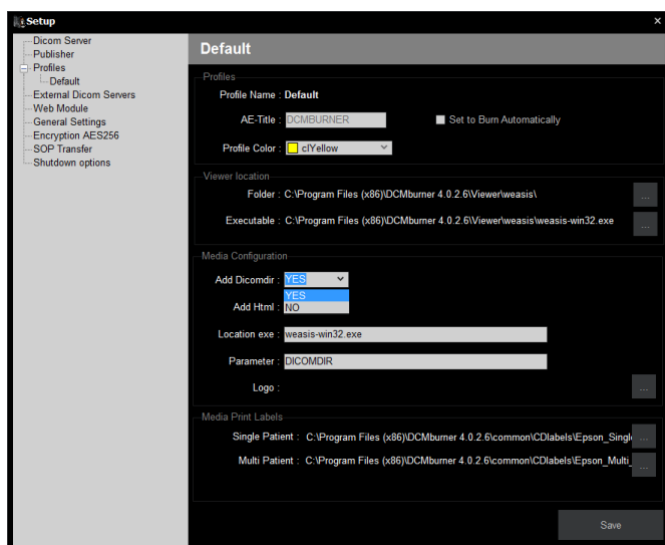 Setup
×
Dicom Server
Publisher
Profiles
Default
External Dicom Servers
Web Module
General Settings
Encryption AES256
SOP Transfer
Shutdown options
Default
Profiles
Profile Name : Default
AE-Title : DCMBURNER
Set to Burn Automatically
Profile Color : clYellow
Viewer location
Folder : C:\Program Files (x86)\DCMburner 4.0.2.6\Viewer\weasis\
...
Executable : C:\Program Files (x86)\DCMburner 4.0.2.6\Viewer\weasis\weasis-win32.exe
...
Media Configuration
Add Dicomdir : YES
YES
Add Html : NO
Location exe : weasis-win32.exe
Parameter : DICOMDIR
Logo :
...
Media Print Labels
Single Patient : C:\Program Files (x86)\DCMburner 4.0.2.6\common\CDlabels\Epson_Singl
...
Multi Patient : C:\Program Files (x86)\DCMburner 4.0.2.6\common\CDlabels\Epson_Multi_
...
Save